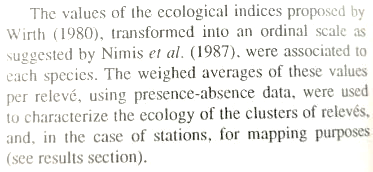 The values of the ecological indices proposed by
Wirth (1980), transformed into an ordinal scale as
suggested by Nimis et al. (1987), were associated to
each species. The weighed averages of these values
per relevé, using presence-absence data, were used
to characterize the ecology of the clusters of relevés,
and, in the case of stations, for mapping purposes
(see results section).